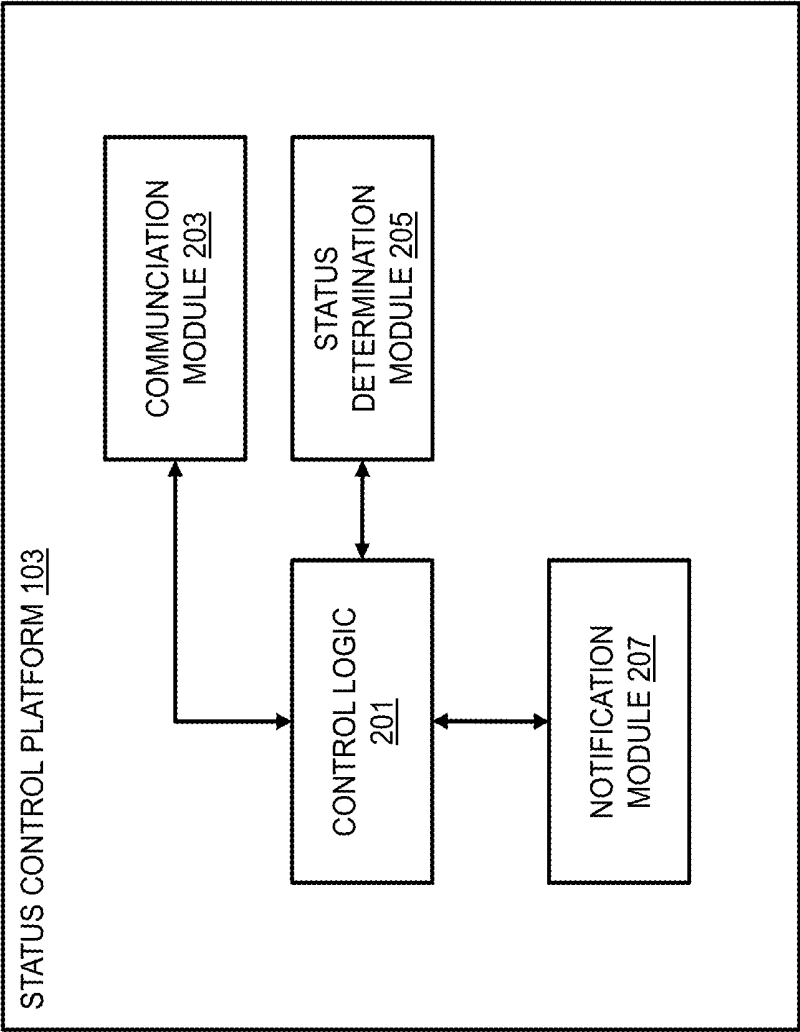 STATUS CONTROL PLATFORM 103
CONTROL LOGIC
201
COMMUNCIATION
MODULE 203
STATUS
DETERMINATION
MODULE 205
NOTIFICATION
MODULE 207